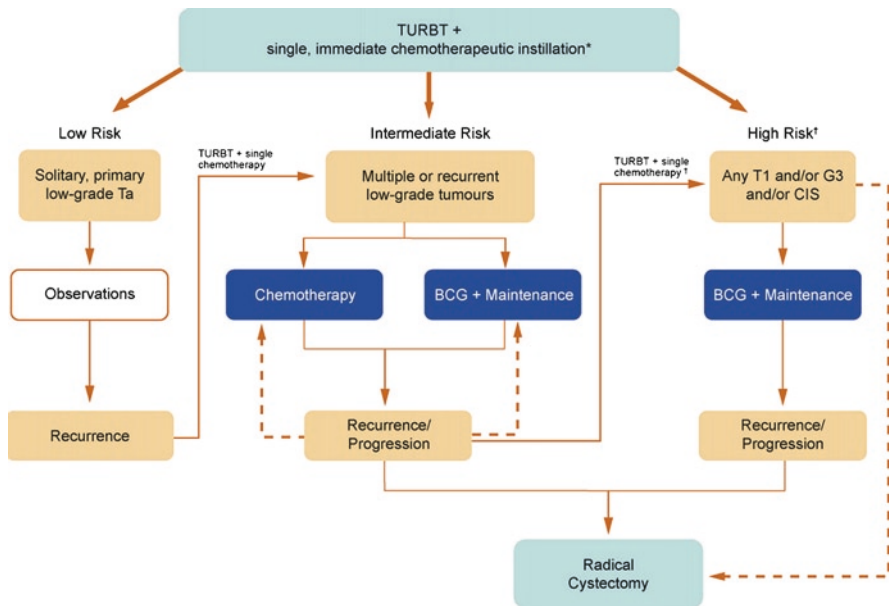 TURBT +
single, immediate chemotherapeutic instillation*
Low Risk
Intermediate Risk
High Risk†
TURBT + single
chemotherapy
TURBT + single
chemotherapy †
Solitary, primary
low-grade Ta
Multiple or recurrent
low-grade tumours
Any T1 and/or G3
and/or CIS
Observations
Chemotherapy
BCG + Maintenance
BCG + Maintenance
Recurrence
Recurrence/
Progression
Recurrence/
Progression
Radical
Cystectomy